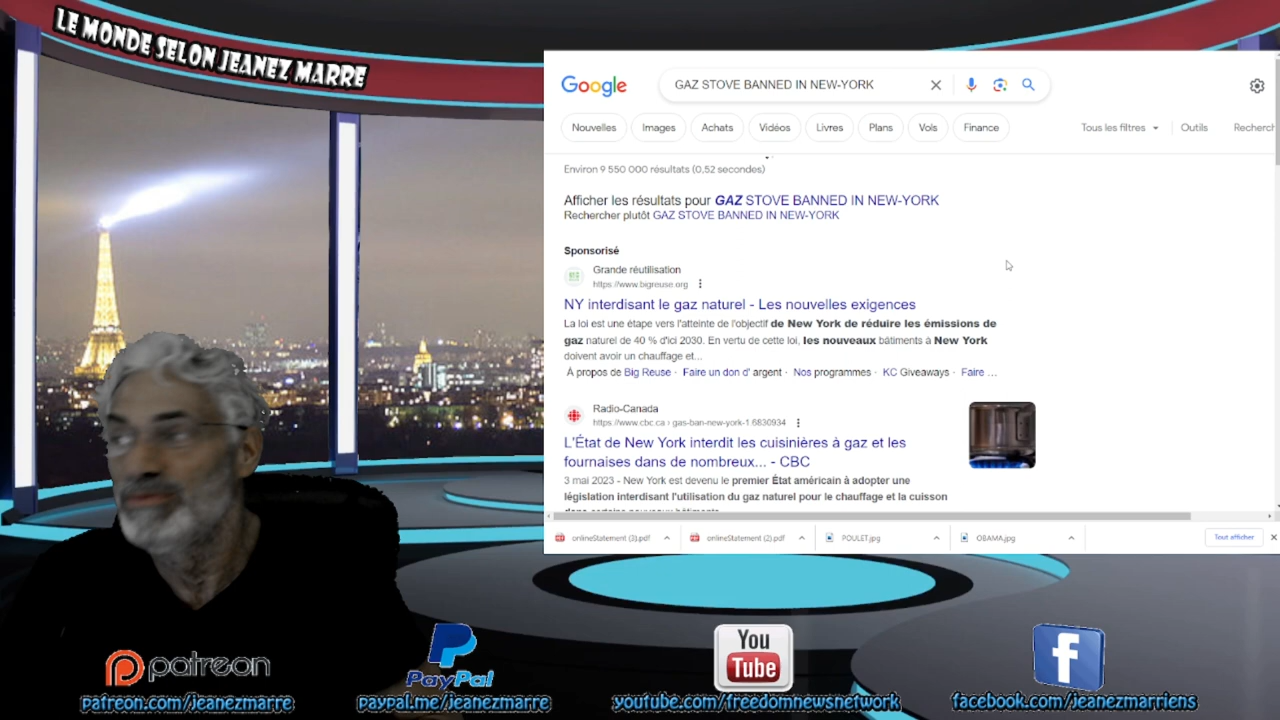 LE MONDE SELON JEANEZ MARRE
Google
GAZ STOVE BANNED IN NEW-YORK
Nouvelles
Images
Achats
Vidéos
Livres
Plans
Vols
Finance
Tous les filtres
Outils
Recherch
Environ 9 550 000 résultats (0,52 secondes)
Afficher les résultats pour GAZ STOVE BANNED IN NEW-YORK
Rechercher plutôt GAZ STOVE BANNED IN NEW-YORK
Sponsorisé
Grande réutilisation
https://www.bigreuse.org
NY interdisant le gaz naturel - Les nouvelles exigences
La loi est une étape vers l'atteinte de l'objectif de New York de réduire les émissions de
gaz naturel de 40 % d'ici 2030. En vertu de cette loi, les nouveaux bâtiments à New York
doivent avoir un chauffage et...
À propos de Big Reuse · Faire un don d' argent · Nos programmes · KC Giveaways · Faire ...
Radio-Canada
https://www.cbc.ca › gas-ban-new-york-1.6830934
L'État de New York interdit les cuisinières à gaz et les
fournaises dans de nombreux... - CBC
3 mai 2023 - New York est devenu le premier État américain à adopter une
législation interdisant l'utilisation du gaz naturel pour le chauffage et la cuisson
dans certains nouveaux bâtiments
onlineStatement (3).pdf
onlineStatement (2).pdf
POULET.jpg
OBAMA.jpg
Tout afficher
patreon
PayPal
You
Tube
f
patreon.com/jeanezmarre
paypal.me/jeanezmarre
youtube.com/freedomnewsnetwork
facebook.com/jeanezmarriens